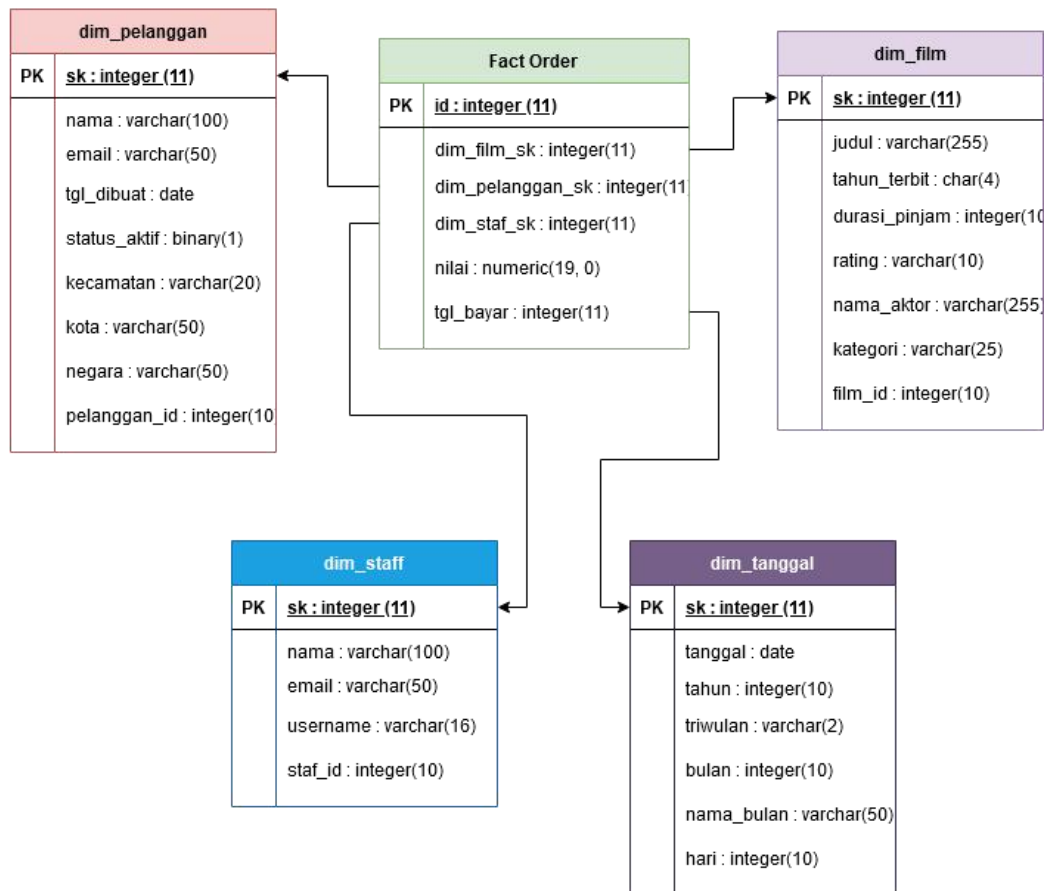 dim_pelanggan
PK sk : integer (11)
nama : varchar(100)
email : varchar(50)
tgl_dibuat : date
status_aktif : binary(1)
kecamatan : varchar(20)
kota : varchar(50)
negara : varchar(50)
pelanggan_id : integer(10
Fact Order
PK id : integer (11)
dim_film_sk : integer(11)
dim_pelanggan_sk : integer(11
dim_staf_sk : integer(11)
nilai : numeric(19, 0)
tgl_bayar : integer(11)
dim_film
PK sk : integer (11)
judul : varchar(255)
tahun_terbit : char(4)
durasi_pinjam : integer(10
rating : varchar(10)
nama_aktor : varchar(255)
kategori : varchar(25)
film_id : integer(10)
dim_staff
PK sk : integer (11)
nama : varchar(100)
email : varchar(50)
username : varchar(16)
staf_id : integer(10)
dim_tanggal
PK sk : integer (11)
tanggal : date
tahun : integer(10)
triwulan : varchar(2)
bulan : integer(10)
nama_bulan : varchar(50)
hari : integer(10)